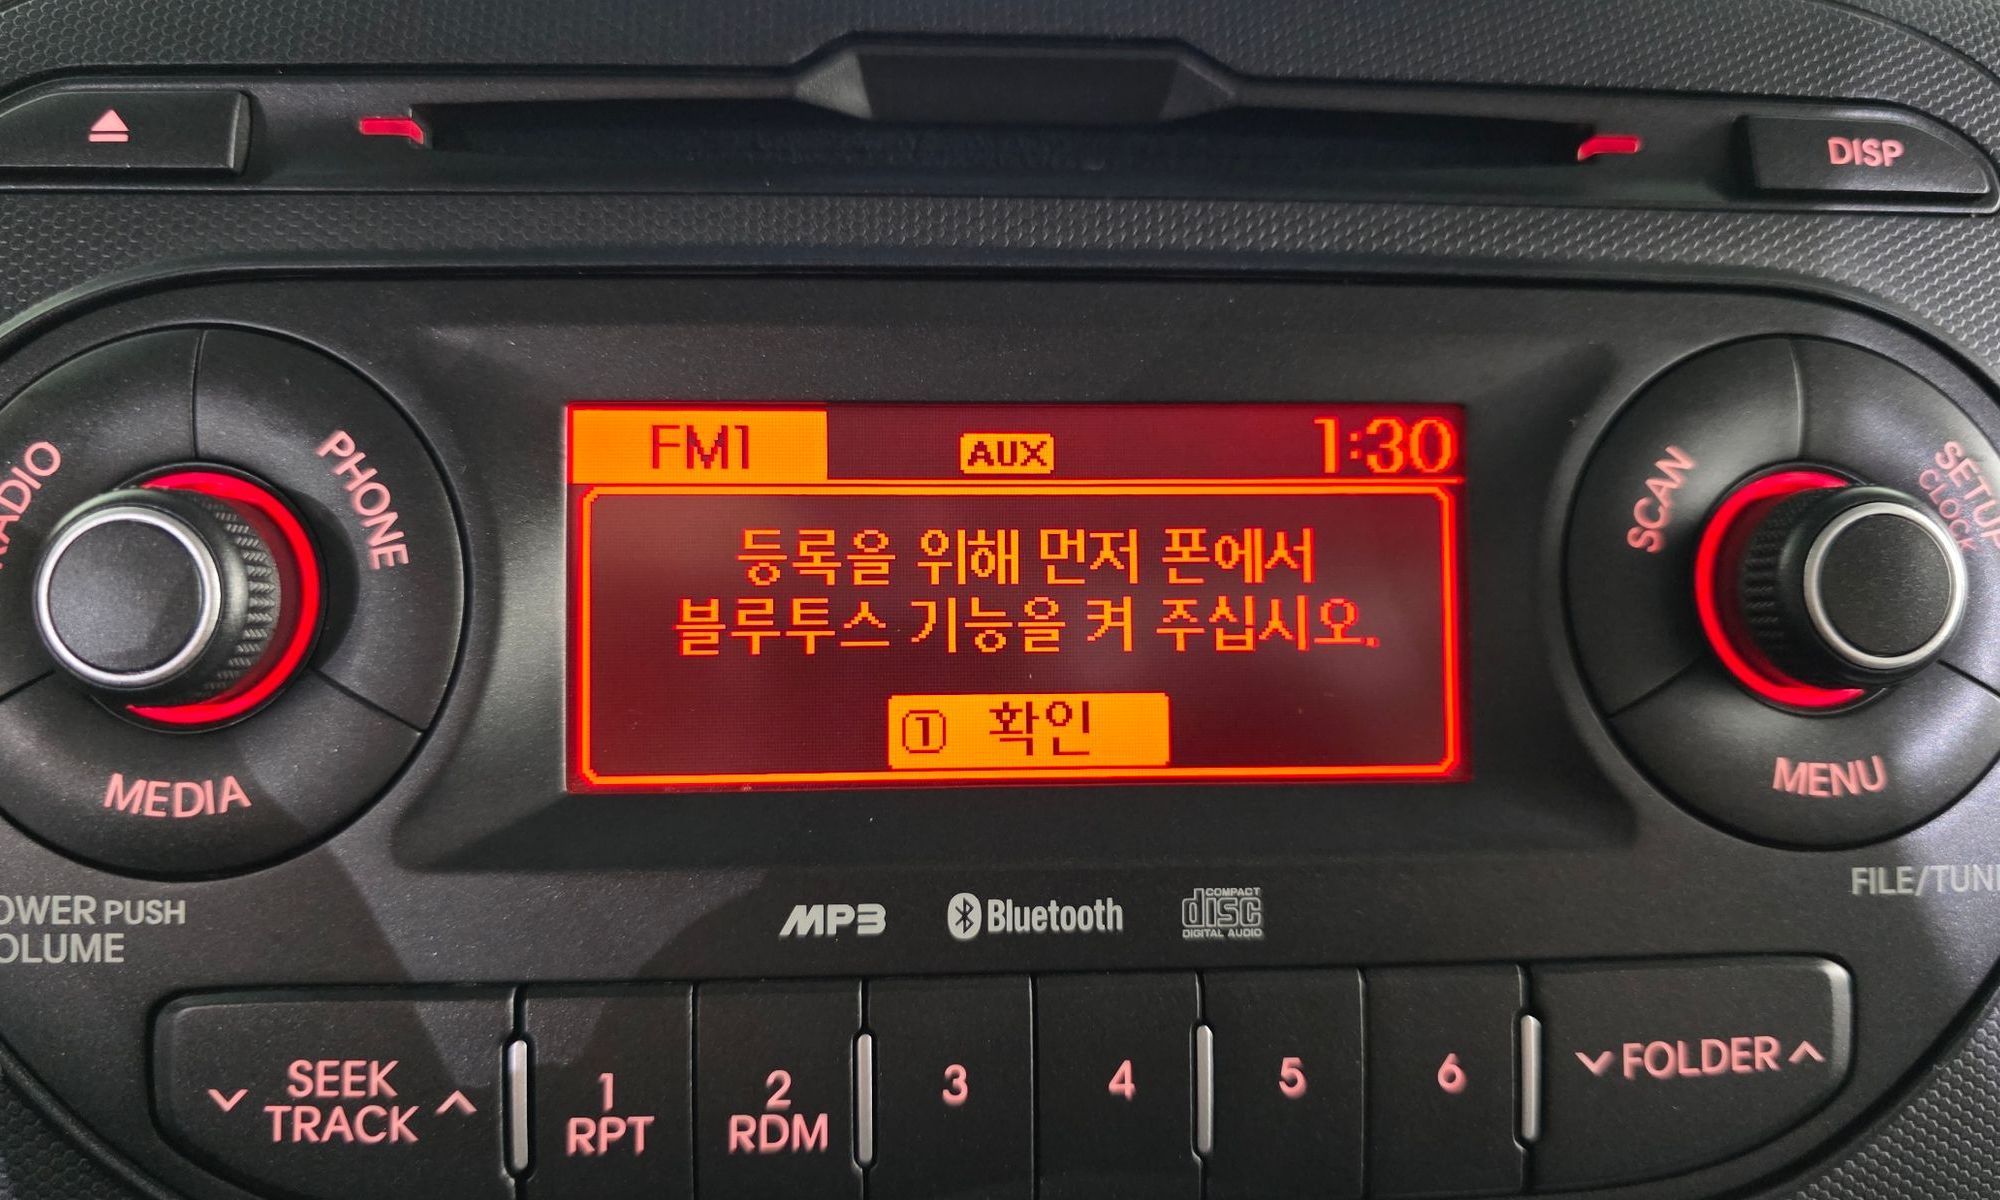 DISP
RADIO
PHONE
MEDIA
FM1 AUX 1:30
등록을 위해 먼저 폰에서
블루투스 기능을 켜 주십시오.
① 확인
SCAN
SETUP
CLOCK
MENU
POWER PUSH
VOLUME
MP3 Bluetooth COMPACT disc DIGITAL AUDIO
FILE/TUNE
SEEK
TRACK
1
RPT
2
RDM
3
4
5
6
FOLDER